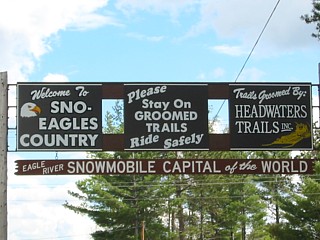 Welcome To
SNO-
EAGLES
COUNTRY
Please
Stay On
GROOMED
TRAILS
Ride Safely
Trails Groomed By:
HEADWATERS
TRAILS INC.
EAGLE RIVER SNOWMOBILE CAPITAL of the WORLD